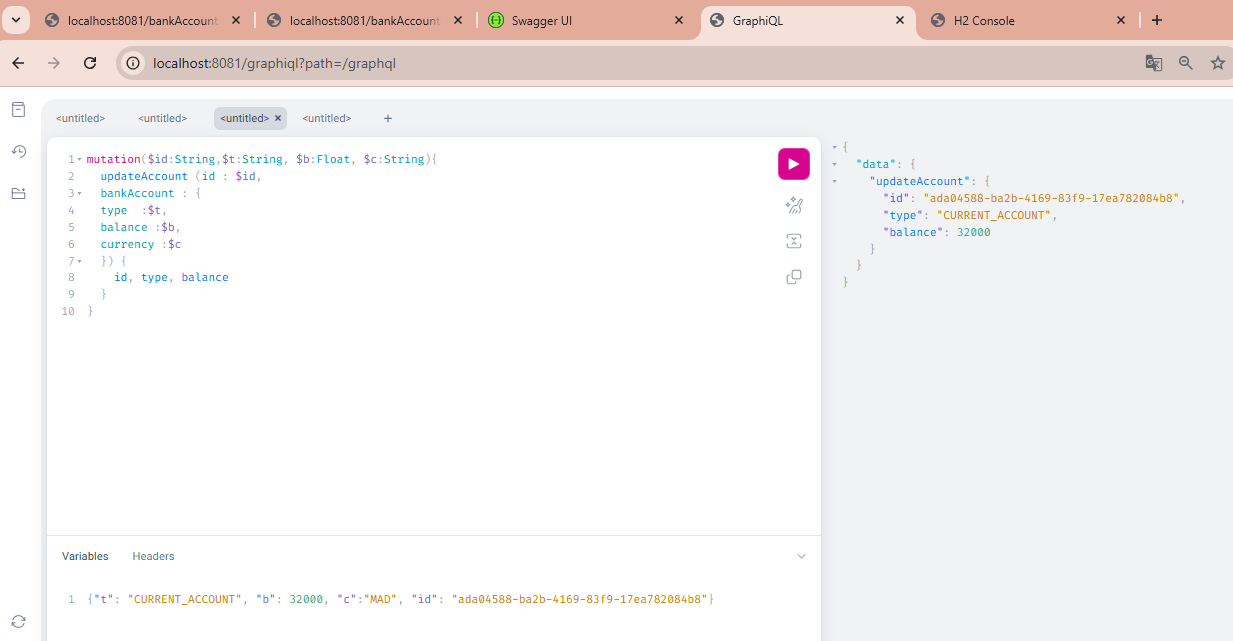 localhost:8081/bankAccount
localhost:8081/bankAccount
Swagger UI
GraphiQL
H2 Console
localhost:8081/graphiql?path=/graphql
<untitled>
<untitled>
<untitled>
<untitled>
1 mutation($id:String,$t:String, $b:Float, $c:String){
2 updateAccount (id : $id,
3 bankAccount : {
4 type :$t,
5 balance :$b,
6 currency :$c
7 }) {
8 id, type, balance
9 }
10 }
{
"data": {
"updateAccount": {
"id": "ada04588-ba2b-4169-83f9-17ea782084b8",
"type": "CURRENT_ACCOUNT",
"balance": 32000
}
}
}
Variables Headers
1 {"t": "CURRENT_ACCOUNT", "b": 32000, "c":"MAD", "id": "ada04588-ba2b-4169-83f9-17ea782084b8"}